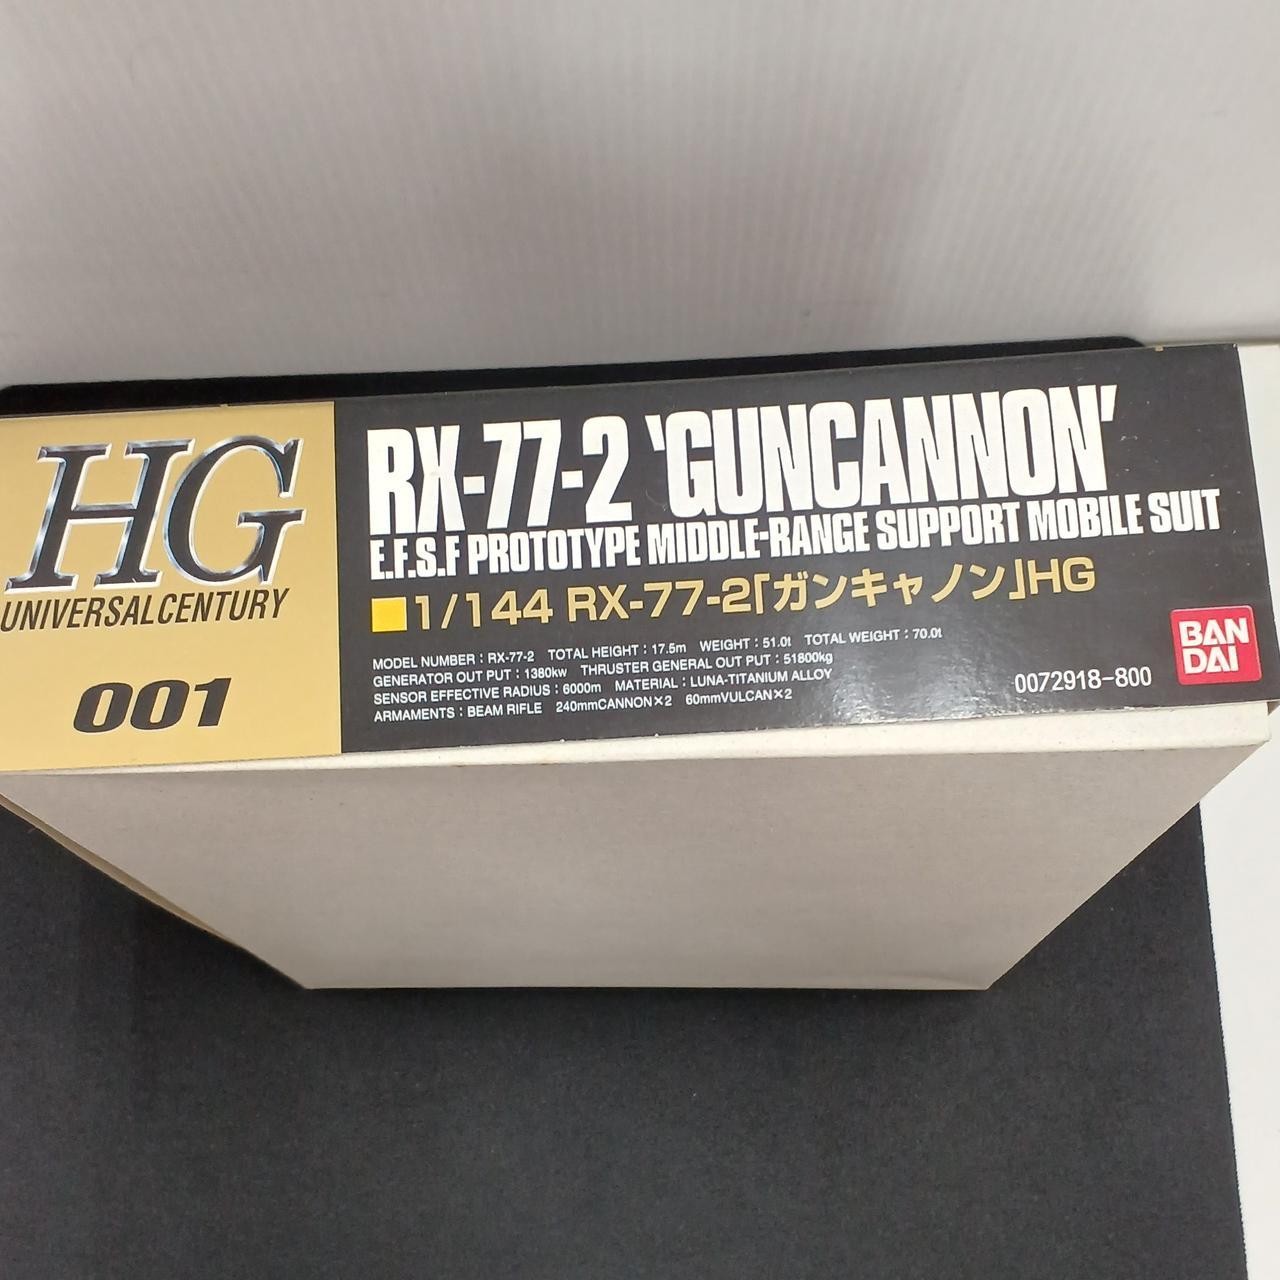 HG
UNIVERSALCENTURY
001
RX-77-2 'GUNCANNON'
E.F.S.F PROTOTYPE MIDDLE-RANGE SUPPORT MOBILE SUIT
■1/144 RX-77-2「ガンキャノン」HG
MODEL NUMBER : RX-77-2 TOTAL HEIGHT : 17.5m WEIGHT : 51.0t TOTAL WEIGHT : 70.0t
GENERATOR OUT PUT : 1380kw THRUSTER GENERAL OUT PUT : 51800kg
SENSOR EFFECTIVE RADIUS : 6000m MATERIAL : LUNA-TITANIUM ALLOY
ARMAMENTS : BEAM RIFLE 240mmCANNON×2 60mmVULCAN×2
0072918-800
BAN
DAI